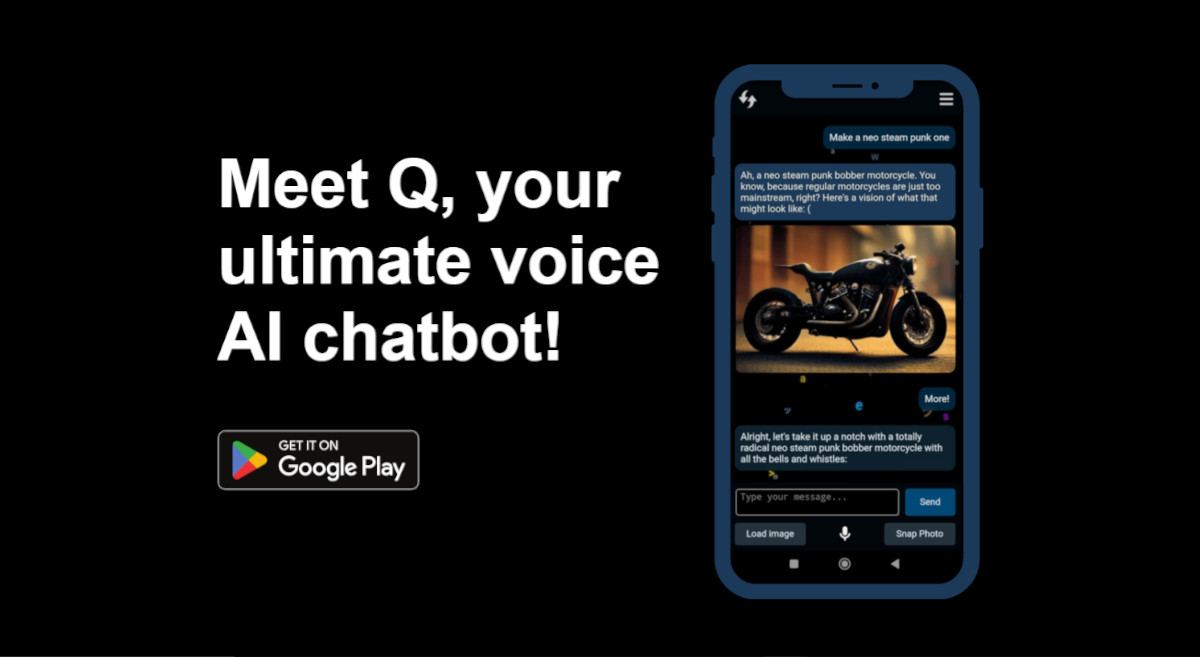 Meet Q, your
ultimate voice
AI chatbot!
GET IT ON
Google Play
Make a neo steam punk one
w
Ah, a neo steam punk bobber motorcycle. You
know, because regular motorcycles are just too
mainstream, right? Here's a vision of what that
might look like: (
a
More!
e
s
Alright, let's take it up a notch with a totally
radical neo steam punk bobber motorcycle with
all the bells and whistles:
Type your message...
Send
Load image
Snap Photo